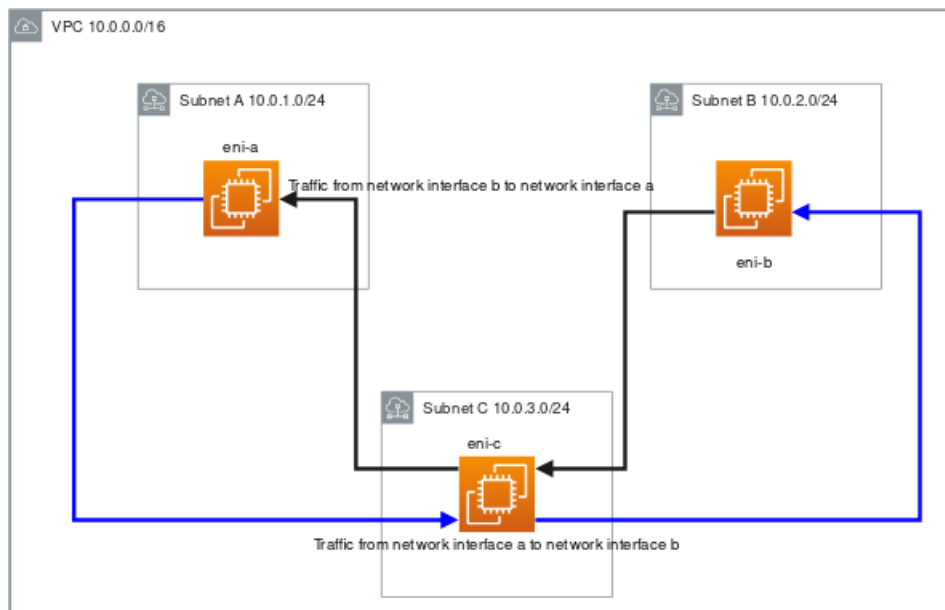 VPC 10.0.0.0/16
Subnet A 10.0.1.0/24
Subnet B 10.0.2.0/24
eni-a
Traffic from network interface b to network interface a
eni-b
Subnet C 10.0.3.0/24
eni-c
Traffic from network interface a to network interface b